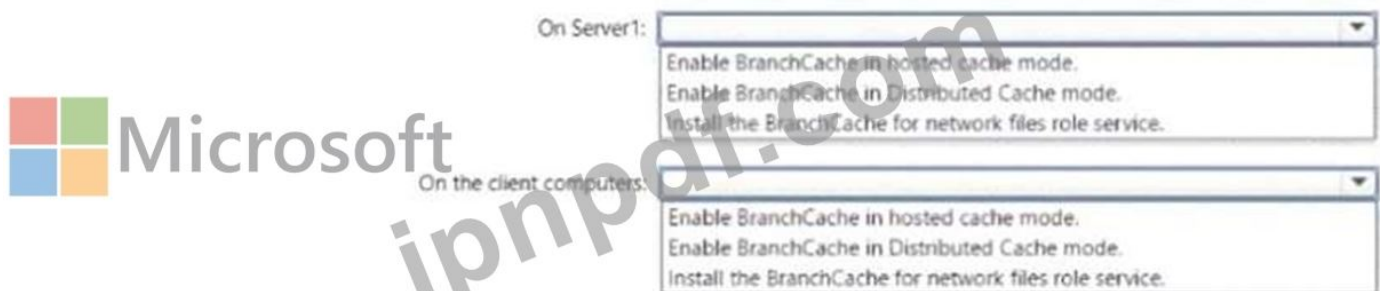 On Server1:
Enable BranchCache in hosted cache mode.
Enable BranchCache in Distributed Cache mode.
Install the BranchCache for network files role service.
Microsoft
On the client computers:
Enable BranchCache in hosted cache mode.
Enable BranchCache in Distributed Cache mode.
Install the BranchCache for network files role service.
jpnpdf.com